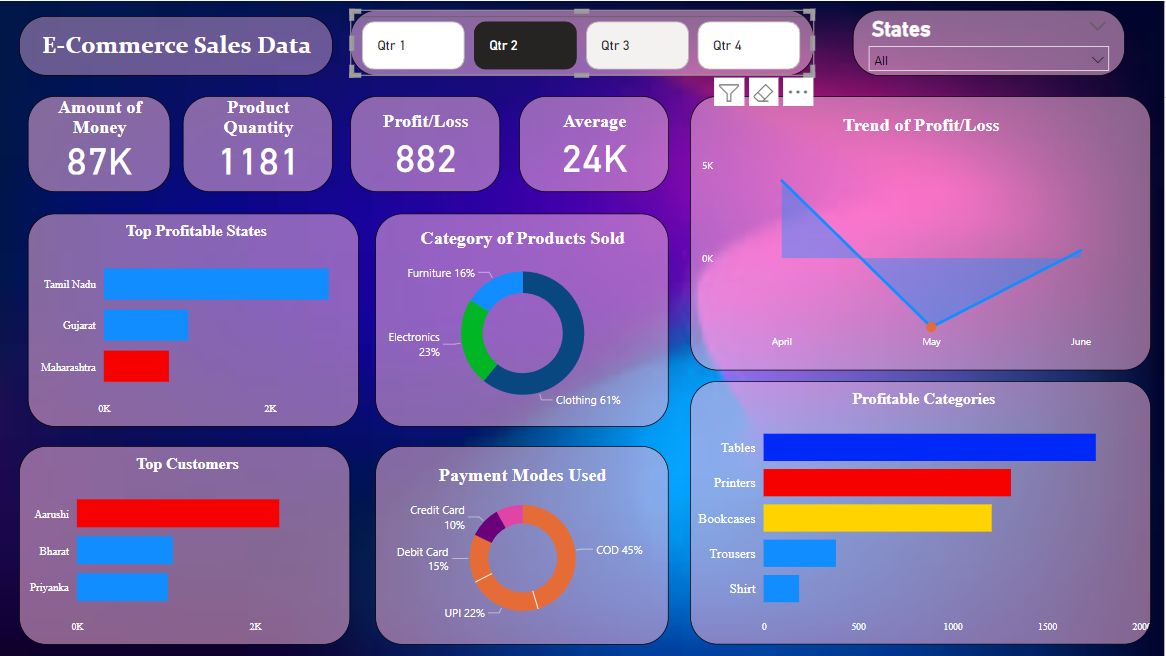 E-Commerce Sales Data
Qtr 1
Qtr 2
Qtr 3
Qtr 4
States
All
Amount of
Money
87K
Product
Quantity
1181
Profit/Loss
882
Average
24K
Trend of Profit/Loss
5K
0K
April
May
June
Top Profitable States
Tamil Nadu
Gujarat
Maharashtra
0K
2K
Category of Products Sold
Furniture 16%
Electronics
23%
Clothing 61%
Profitable Categories
Tables
Printers
Bookcases
Trousers
Shirt
0
500
1000
1500
Top Customers
Aarushi
Bharat
Priyanka
0K
2K
Payment Modes Used
Credit Card
10%
Debit Card
15%
UPI 22%
COD 45%